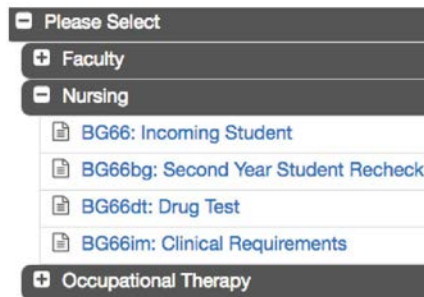 Please Select
Faculty
Nursing
BG66: Incoming Student
BG66bg: Second Year Student Recheck
BG66dt: Drug Test
BG66im: Clinical Requirements
Occupational Therapy